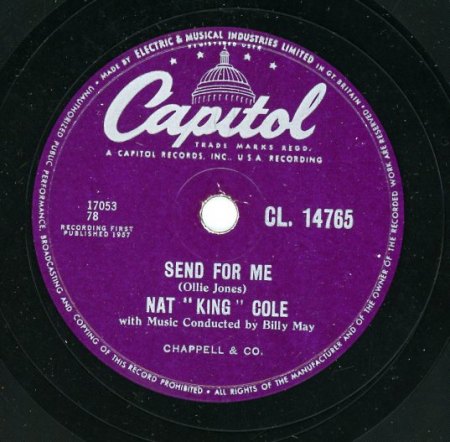 MADE BY ELECTRIC & MUSICAL INDUSTRIES LIMITED IN GT. BRITAIN
REGISTERED USER
Capitol
TRADE MARKS REGD.
A CAPITOL RECORDS, INC., U.S.A. RECORDING
17053
78
RECORDING FIRST
PUBLISHED 1957
CL. 14765
SEND FOR ME
(Ollie Jones)
NAT "KING" COLE
with Music Conducted by Billy May
CHAPPELL & CO.
ALL RIGHTS OF THE MANUFACTURER AND OF THE OWNER OF THE RECORDED WORK ARE RESERVED •
UNAUTHORISED PUBLIC PERFORMANCE, BROADCASTING AND COPYING OF THIS RECORD PROHIBITED •